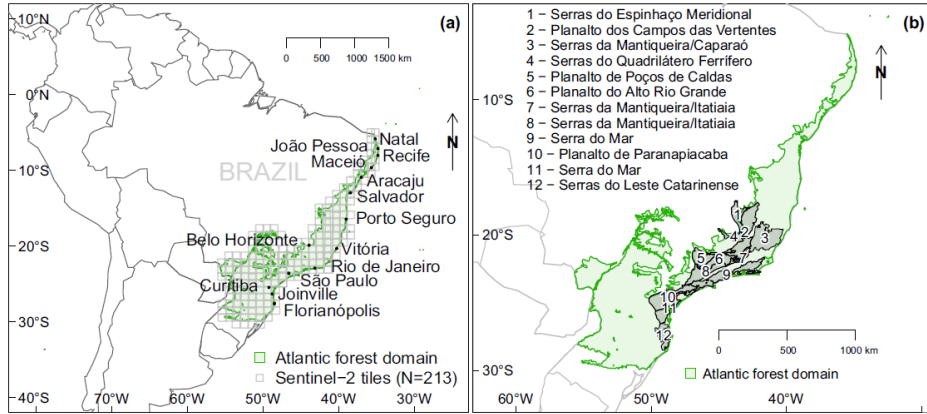 10°N
0°N
10°S
20°S
30°S
40°S
70°W
60°W
50°W
40°W
30°W
(a)
0 500 1000 1500 km
N
BRAZIL
Natal
João Pessoa
Recife
Maceió
Aracaju
Salvador
Porto Seguro
Belo Horizonte
Vitória
Rio de Janeiro
São Paulo
Curitiba
Joinville
Florianópolis
Atlantic forest domain
Sentinel−2 tiles (N=213)
(b)
1 − Serras do Espinhaço Meridional
2 − Planalto dos Campos das Vertentes
3 − Serras da Mantiqueira/Caparaó
4 − Serras do Quadrilátero Ferrífero
5 − Planalto de Poços de Caldas
6 − Planalto do Alto Rio Grande
7 − Serras da Mantiqueira/Itatiaia
8 − Serras da Mantiqueira/Itatiaia
9 − Serra do Mar
10 − Planalto de Paranapiacaba
11 − Serra do Mar
12 − Serras do Leste Catarinense
N
10°S
20°S
30°S
60°W
50°W
40°W
1
2
4
3
5
6
7
8
9
10
11
12
0 500 1000 km
Atlantic forest domain